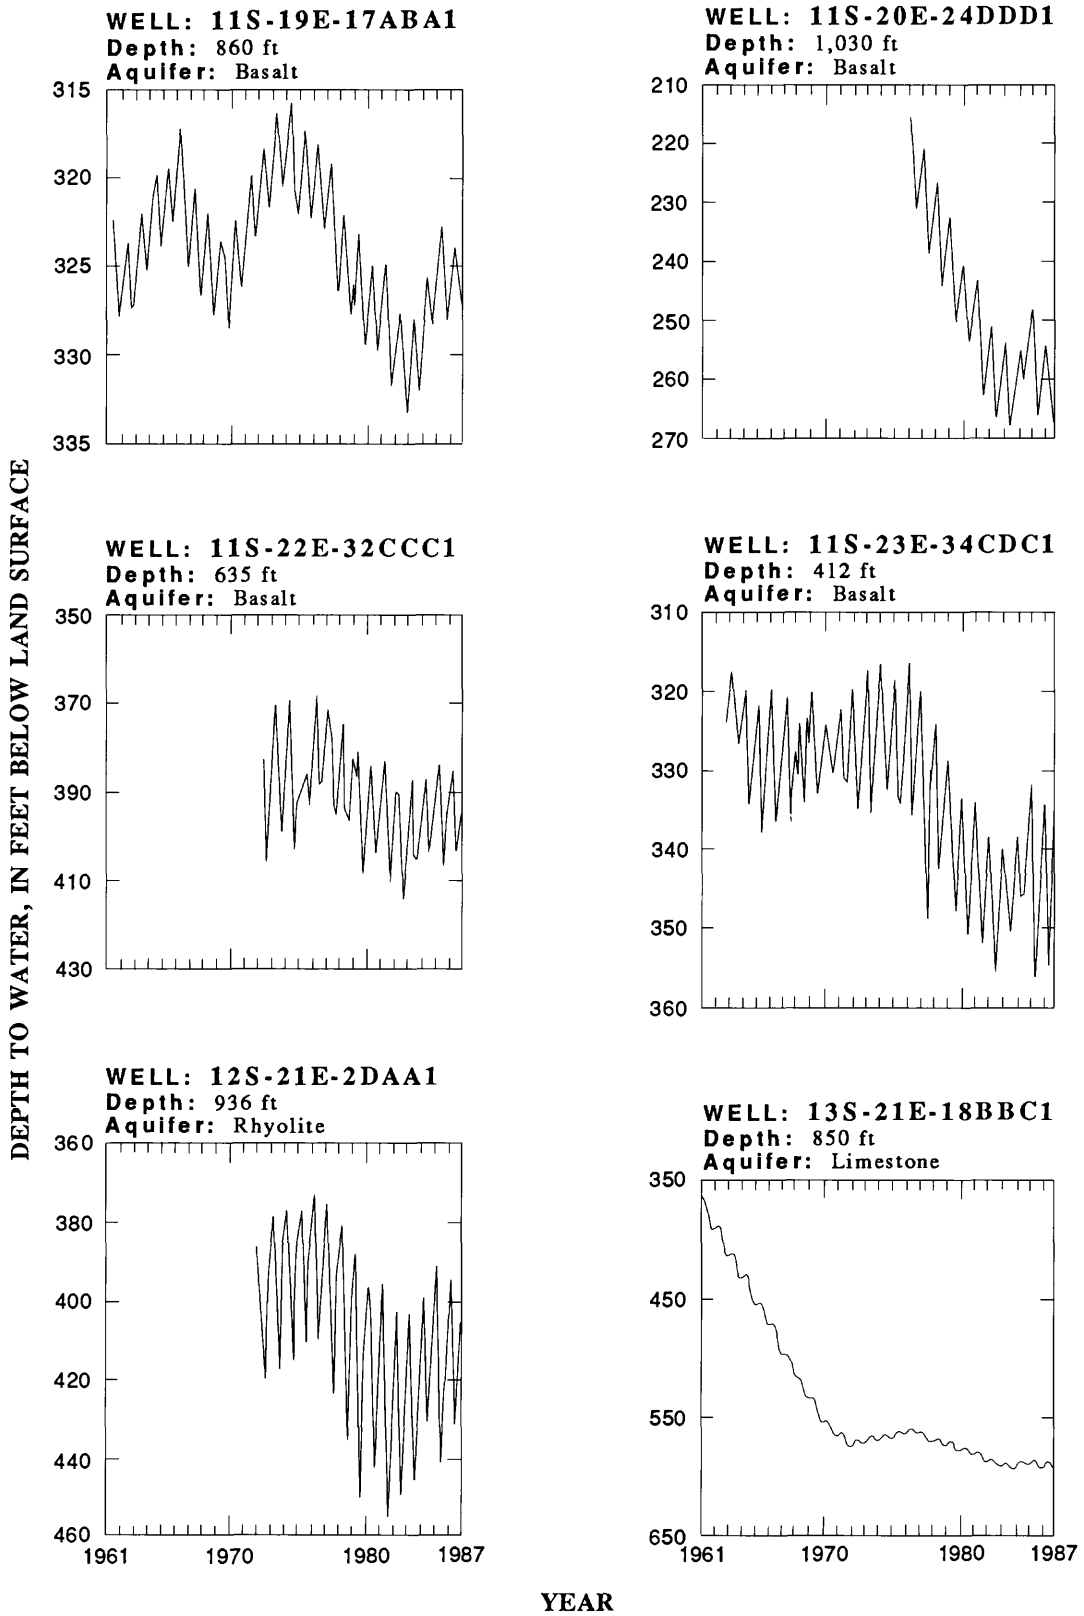 WELL: 11S-19E-17ABA1
Depth: 860 ft
Aquifer: Basalt
315
320
325
330
335
WELL: 11S-20E-24DDD1
Depth: 1,030 ft
Aquifer: Basalt
210
220
230
240
250
260
270
DEPTH TO WATER, IN FEET BELOW LAND SURFACE
WELL: 11S-22E-32CCC1
Depth: 635 ft
Aquifer: Basalt
350
370
390
410
430
WELL: 11S-23E-34CDC1
Depth: 412 ft
Aquifer: Basalt
310
320
330
340
350
360
WELL: 12S-21E-2DAA1
Depth: 936 ft
Aquifer: Rhyolite
360
380
400
420
440
460
1961 1970 1980 1987
WELL: 13S-21E-18BBC1
Depth: 850 ft
Aquifer: Limestone
350
450
550
650
1961 1970 1980 1987
YEAR